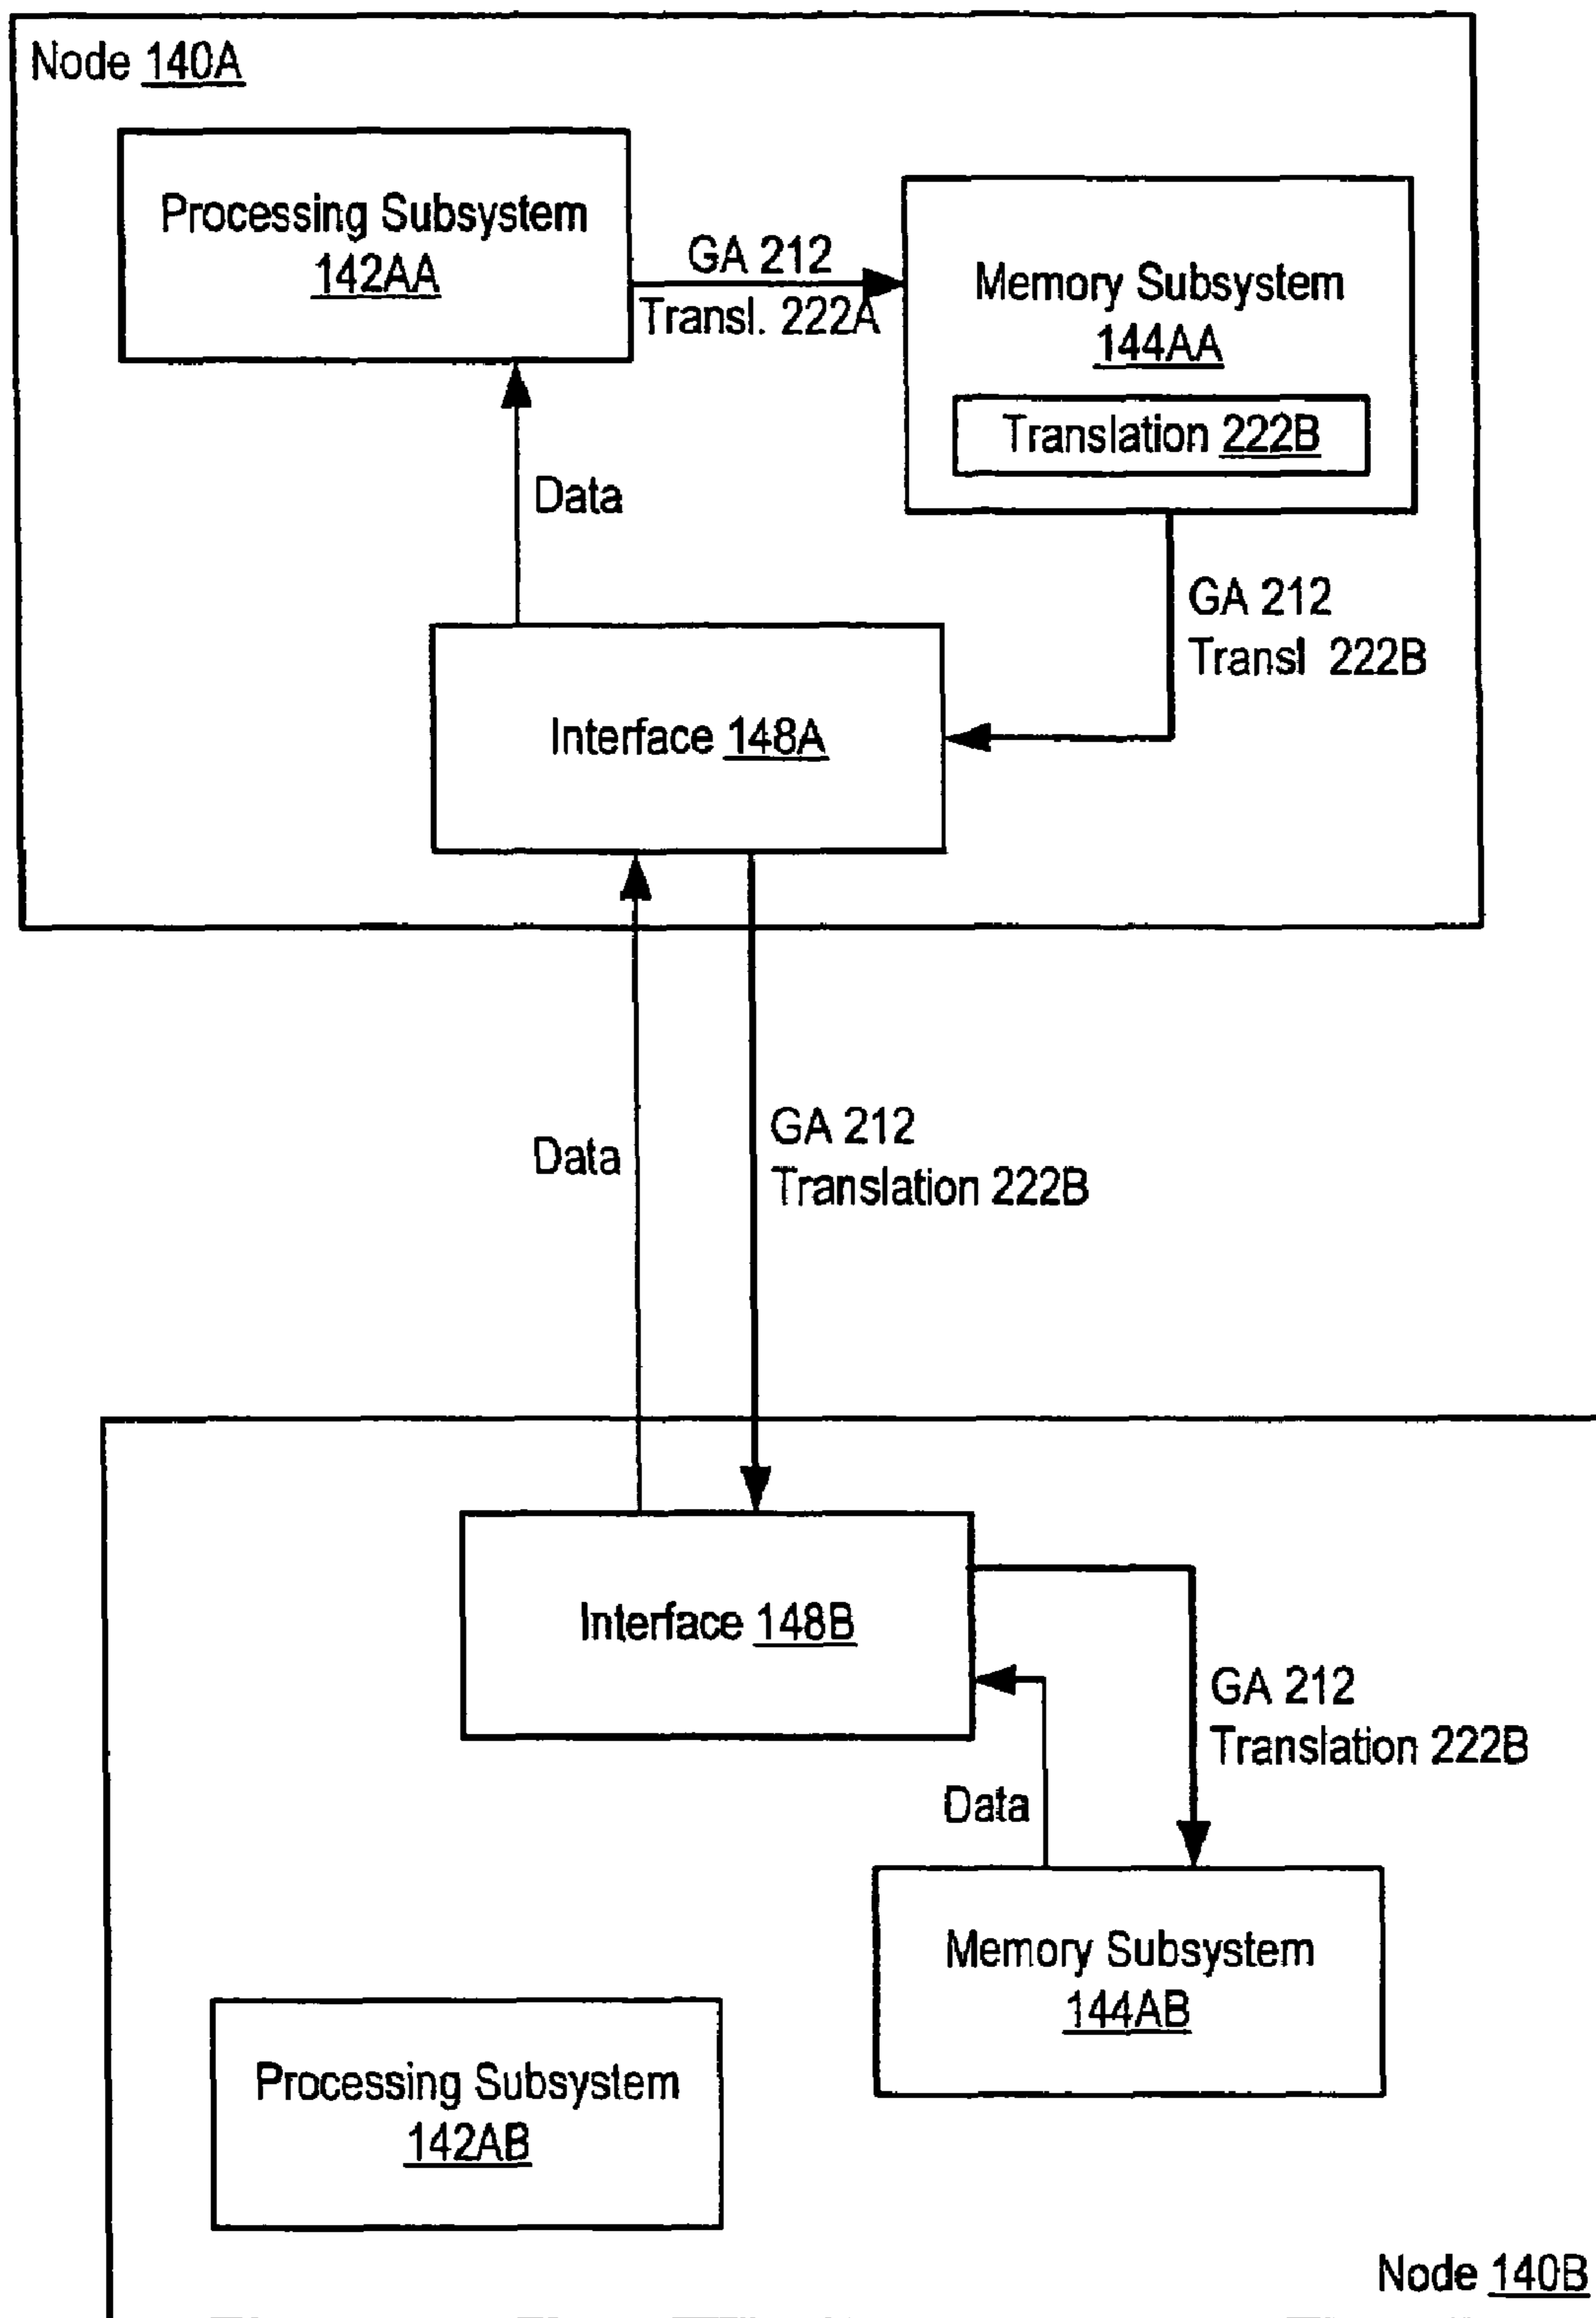 Node 140A
Processing Subsystem
142AA
GA 212
Transl. 222A
Memory Subsystem
144AA
Translation 222B
Data
GA 212
Transl 222B
Interface 148A
Data
GA 212
Translation 222B
Interface 148B
GA 212
Translation 222B
Data
Memory Subsystem
144AB
Processing Subsystem
142AB
Node 140B